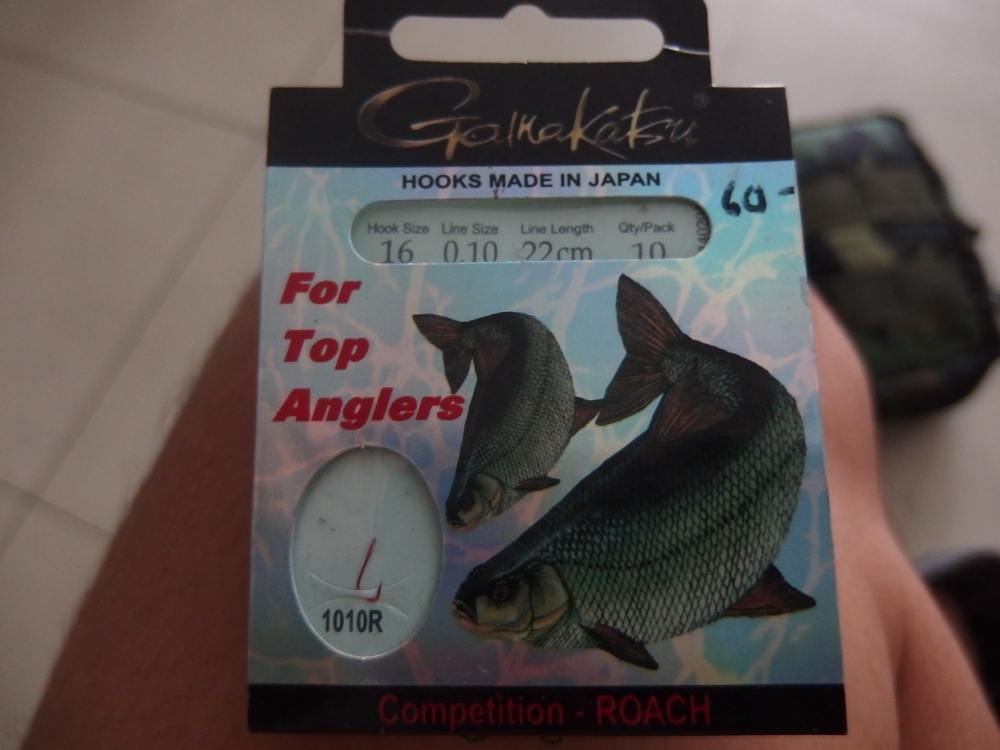 Gamakatsu®
HOOKS MADE IN JAPAN
60-
Hook Size Line Size Line Length Qty/Pack
16 0.10 22cm 10
For
Top
Anglers
1010R
Competition - ROACH